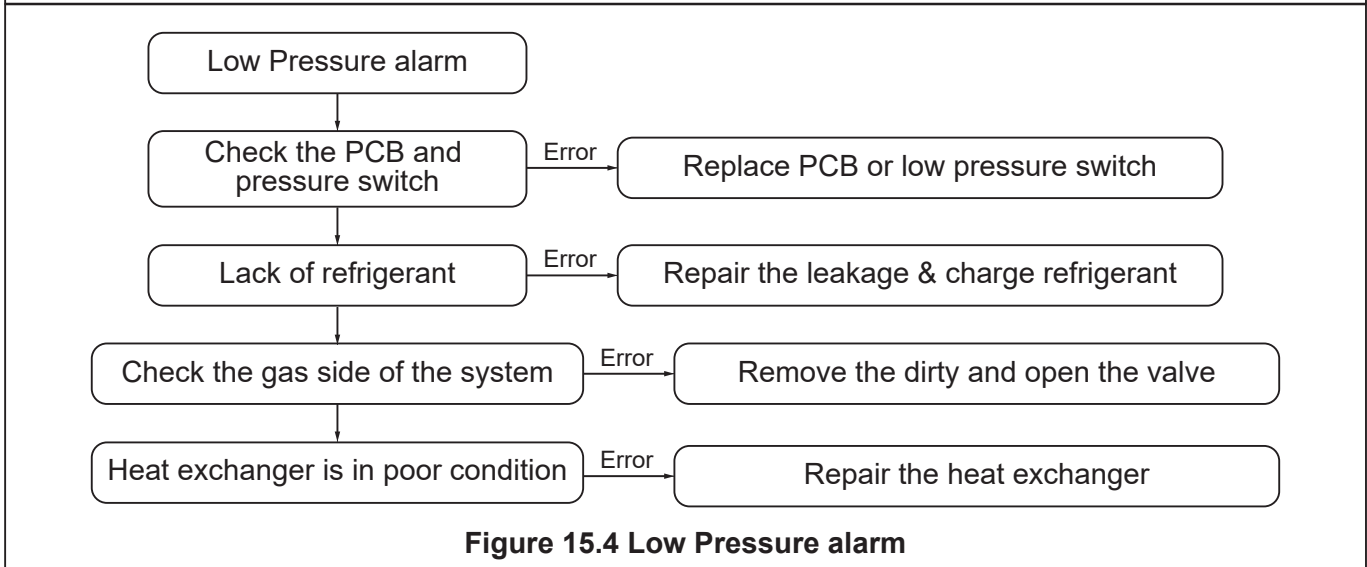 Low Pressure alarm
Check the PCB and
pressure switch
Error
Replace PCB or low pressure switch
Lack of refrigerant
Error
Repair the leakage & charge refrigerant
Check the gas side of the system
Error
Remove the dirty and open the valve
Heat exchanger is in poor condition
Error
Repair the heat exchanger
Figure 15.4 Low Pressure alarm